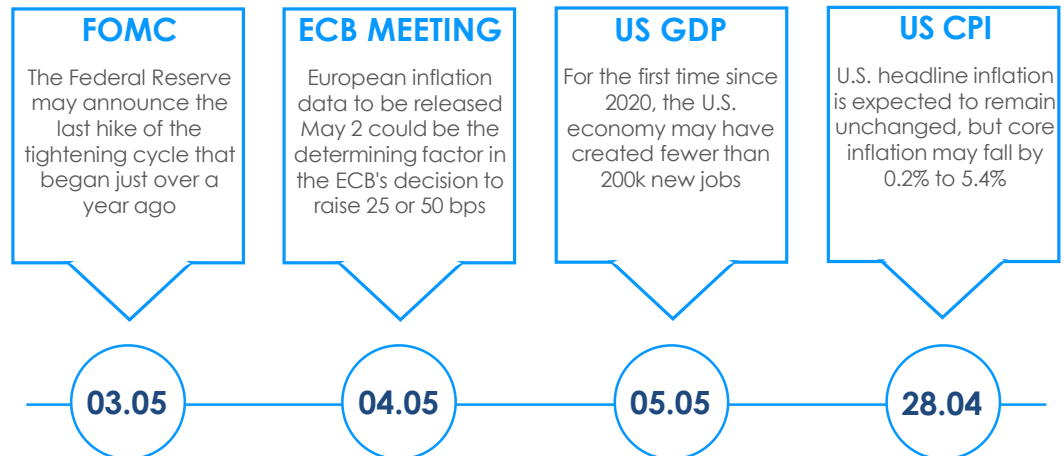 FOMC
The Federal Reserve
may announce the
last hike of the
tightening cycle that
began just over a
year ago
03.05
ECB MEETING
European inflation
data to be released
May 2 could be the
determining factor in
the ECB's decision to
raise 25 or 50 bps
04.05
US GDP
For the first time since
2020, the U.S.
economy may have
created fewer than
200k new jobs
05.05
US CPI
U.S. headline inflation
is expected to remain
unchanged, but core
inflation may fall by
0.2% to 5.4%
28.04